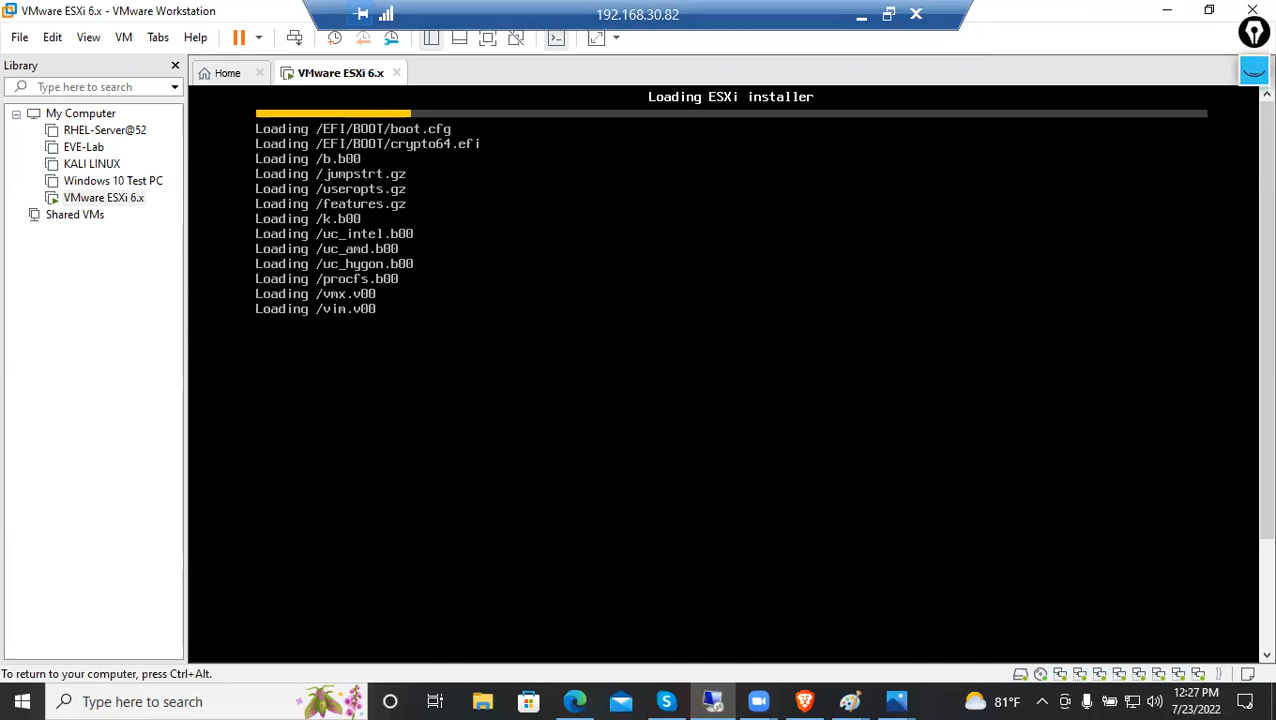 VMware ESXi 6.x - VMware Workstation
192.168.30.82
File Edit View VM Tabs Help
Library
Type here to search
My Computer
RHEL-Server@52
EVE-Lab
KALI LINUX
Windows 10 Test PC
VMware ESXi 6.x
Shared VMs
Home
VMware ESXi 6.x
Loading ESXi installer
Loading /EFI/BOOT/boot.cfg
Loading /EFI/BOOT/crypto64.efi
Loading /b.b00
Loading /jumpstrt.gz
Loading /useropts.gz
Loading /features.gz
Loading /k.b00
Loading /uc_intel.b00
Loading /uc_amd.b00
Loading /uc_hygon.b00
Loading /procfs.b00
Loading /vmx.v00
Loading /vim.v00
To return to your computer, press Ctrl+Alt.
Type here to search
81°F
12:27 PM
7/23/2022